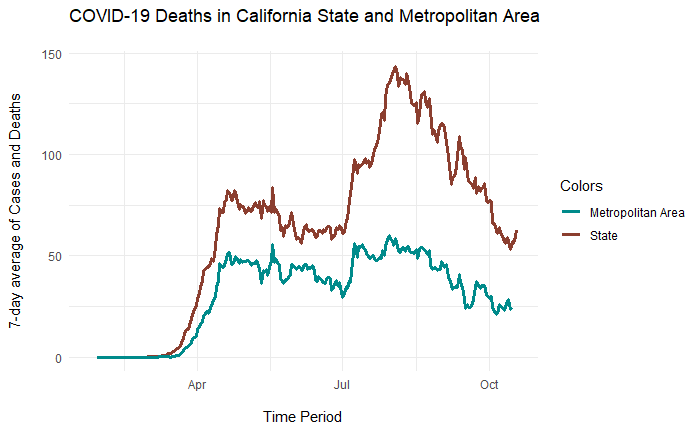 COVID-19 Deaths in California State and Metropolitan Area
7-day average of Cases and Deaths
150
100
50
0
Apr
Jul
Oct
Time Period
Colors
Metropolitan Area
State